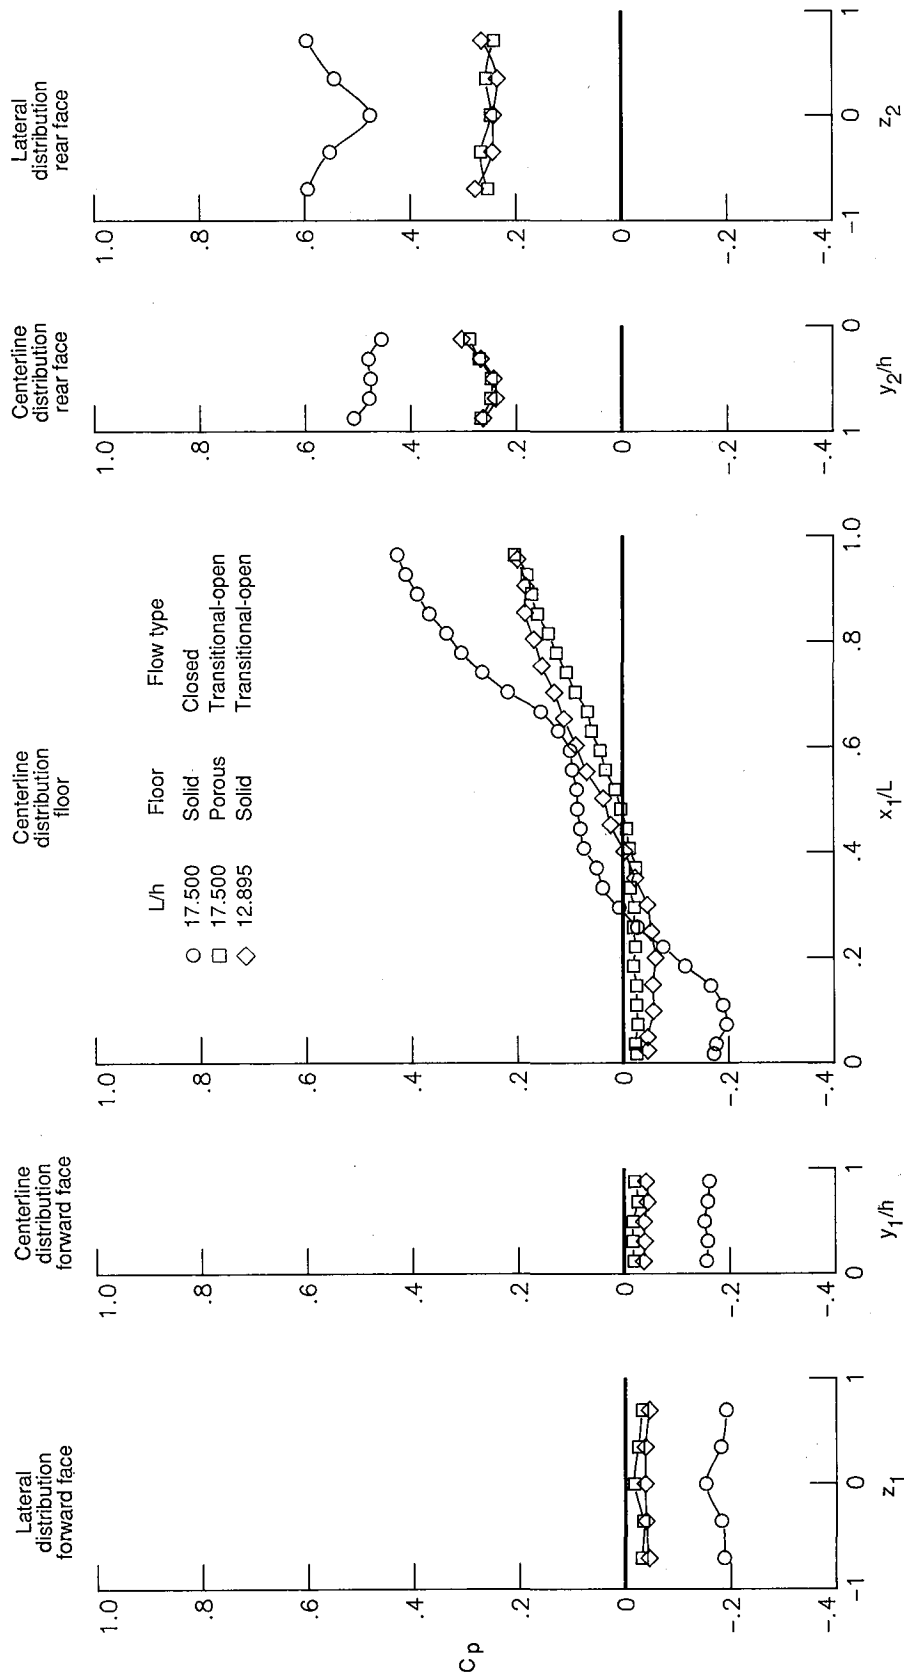 Lateral
distribution
forward face
1.0
.8
.6
.4
.2
0
-.2
-.4
Cp
-1
0
1
z1
Centerline
distribution
forward face
1.0
.8
.6
.4
.2
0
-.2
-.4
0
1
y1/h
Centerline
distribution
floor
L/h Floor Flow type
17.500 Solid Closed
17.500 Porous Transitional-open
12.895 Solid Transitional-open
1.0
.8
.6
.4
.2
0
-.2
-.4
0
.2
.4
.6
.8
1.0
x1/L
Centerline
distribution
rear face
1.0
.8
.6
.4
.2
0
-.2
-.4
1
0
y2/h
Lateral
distribution
rear face
1.0
.8
.6
.4
.2
0
-.2
-.4
-1
0
1
z2